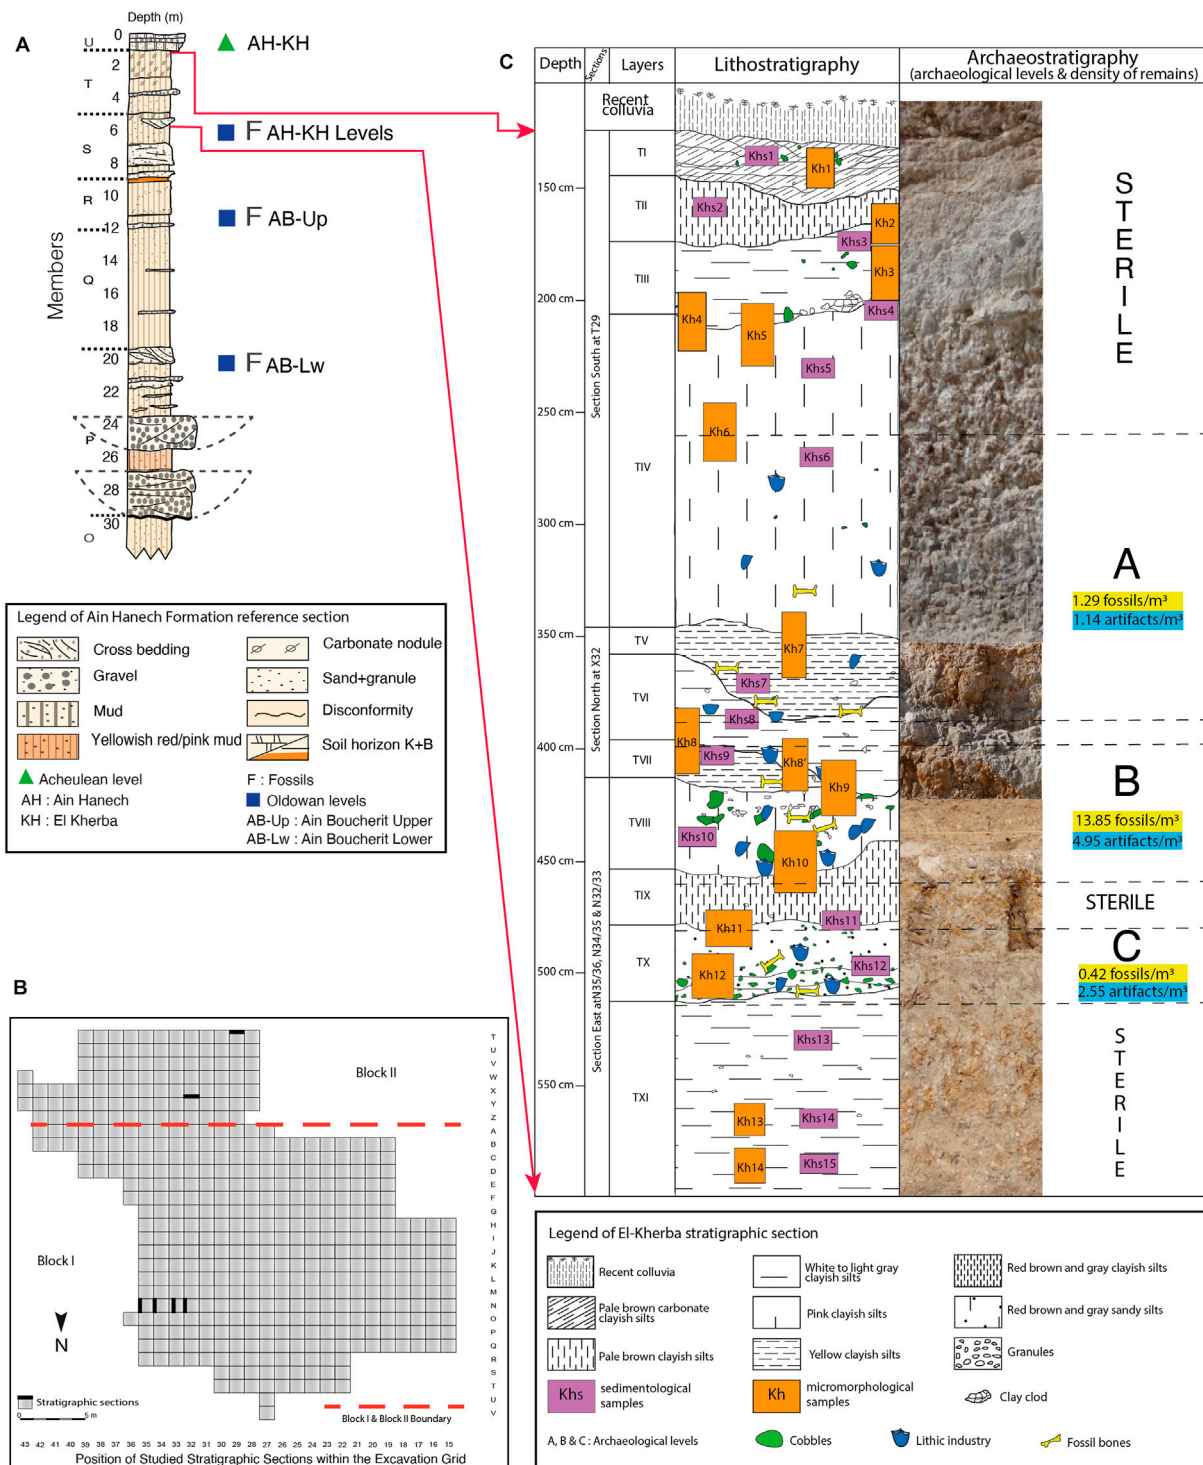 A
Depth (m)
0
2
4
6
8
10
12
14
16
18
20
22
24
26
28
30
Members
U
T
S
R
Q
P
O
AH-KH
F AH-KH Levels
F AB-Up
F AB-Lw
Legend of Ain Hanech Formation reference section
Cross bedding
Carbonate nodule
Gravel
Sand+granule
Mud
Disconformity
Yellowish red/pink mud
Soil horizon K+B
Acheulean level
F : Fossils
AH : Ain Hanech
Oldowan levels
KH : El Kherba
AB-Up : Ain Boucherit Upper
AB-Lw : Ain Boucherit Lower
B
Block II
Block I
N
T
U
V
W
X
Y
Z
A
B
C
D
E
F
G
H
I
J
K
L
M
N
O
P
Q
R
S
T
U
V
Stratigraphic sections
0 5 m
Block I & Block II Boundary
43 42 41 40 39 38 37 36 35 34 33 32 31 30 29 28 27 26 25 24 23 22 21 20 19 18 17 16 15
Position of Studied Stratigraphic Sections within the Excavation Grid
C
Depth
Sections
Layers
Lithostratigraphy
Archaeostratigraphy
(archaeological levels & density of remains)
Recent
colluvia
150 cm
200 cm
250 cm
300 cm
350 cm
400 cm
450 cm
500 cm
550 cm
Section South at T29
Section North at X32
Section East atN35/36, N34/35 & N32/33
TI
TII
TIII
TIV
TV
TVI
TVII
TVIII
TIX
TX
TXI
Khs1
Kh1
Khs2
Kh2
Khs3
Kh3
Kh4
Kh5
Khs4
Khs5
Kh6
Khs6
Kh7
Khs7
Khs8
Kh8
Khs9
Kh8'
Kh9
Khs10
Kh10
Khs11
Kh11
Kh12
Khs12
Khs13
Kh13
Khs14
Kh14
Khs15
STERILE
A
1.29 fossils/m³
1.14 artifacts/m³
B
13.85 fossils/m³
4.95 artifacts/m³
STERILE
C
0.42 fossils/m³
2.55 artifacts/m³
STERILE
Legend of El-Kherba stratigraphic section
Recent colluvia
White to light gray
clayish silts
Red brown and gray clayish silts
Pale brown carbonate
clayish silts
Pink clayish silts
Red brown and gray sandy silts
Pale brown clayish silts
Yellow clayish silts
Granules
Khs
sedimentological
samples
Kh
micromorphological
samples
Clay clod
A, B & C : Archaeological levels
Cobbles
Lithic industry
Fossil bones